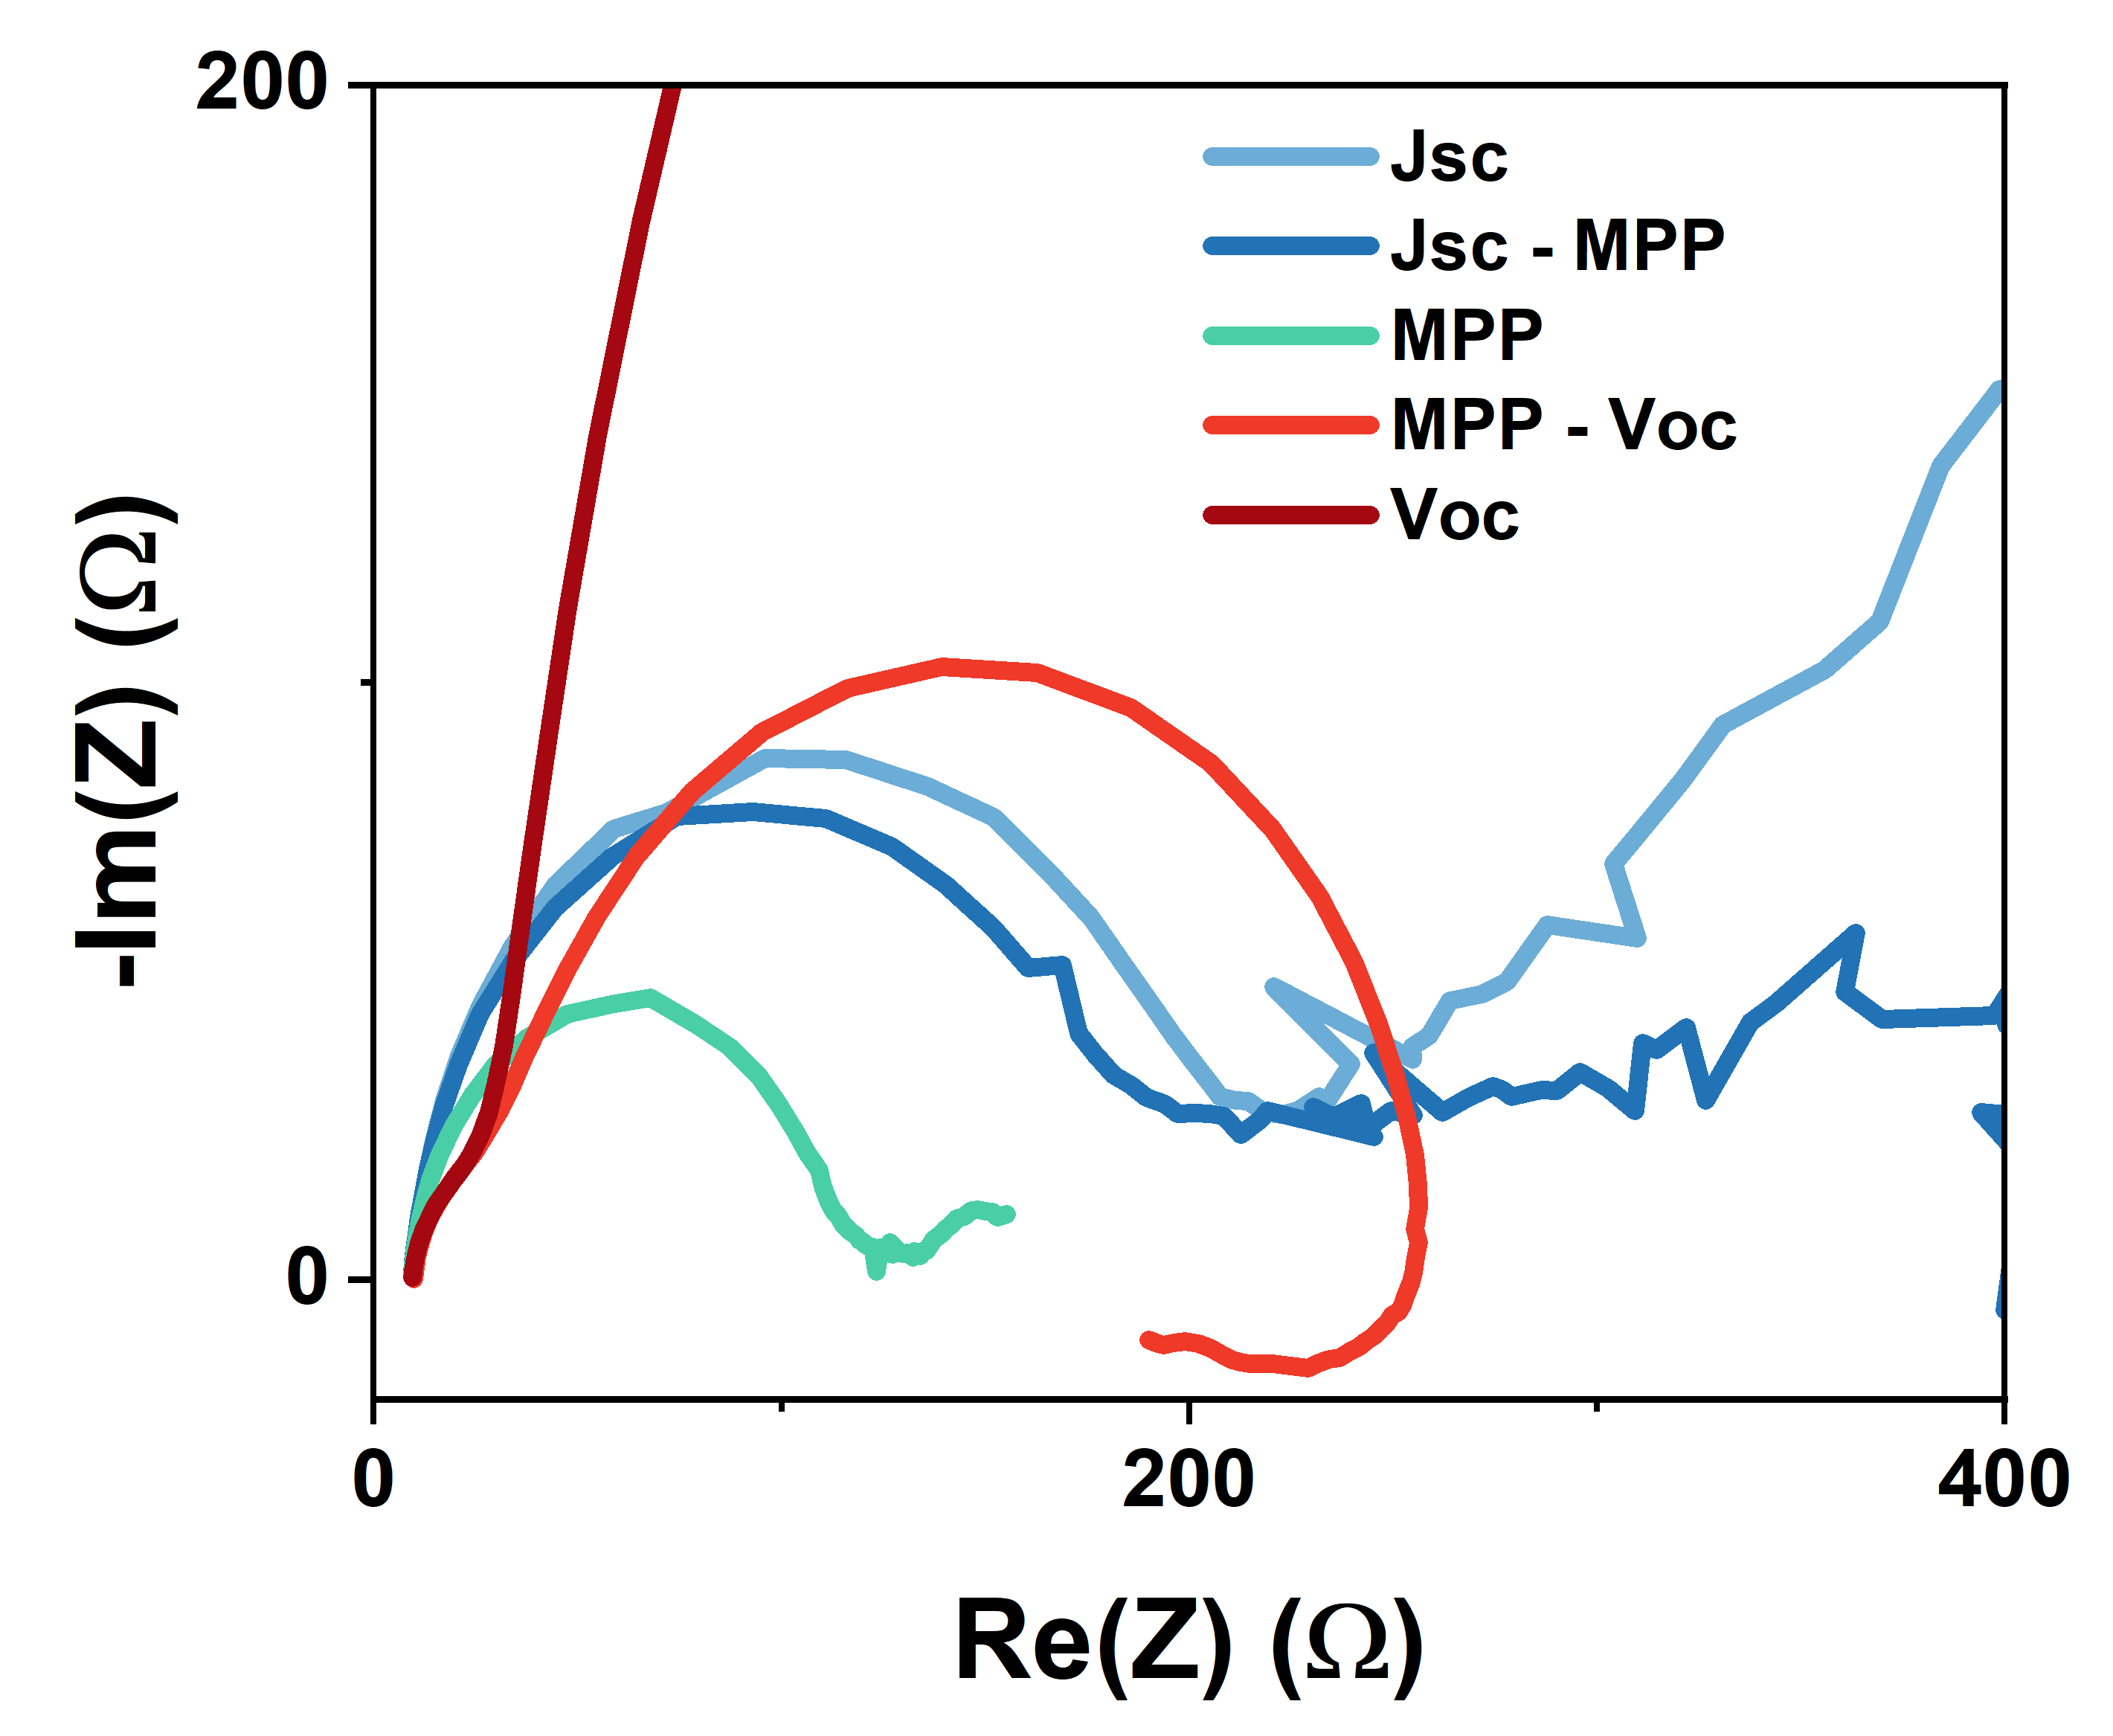 200
Jsc
Jsc - MPP
MPP
MPP - Voc
Voc
-Im(Z) (Ω)
0
0
200
400
Re(Z) (Ω)